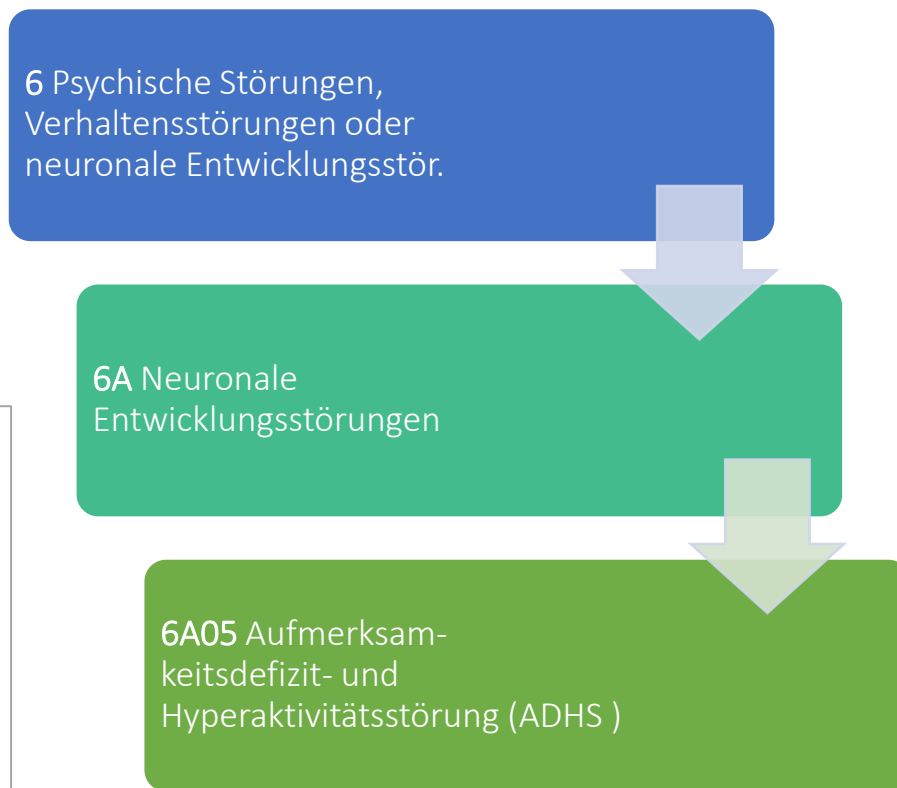 6 Psychische Störungen,
Verhaltensstörungen oder
neuronale Entwicklungsstör.
6A Neuronale
Entwicklungsstörungen
6A05 Aufmerksam-
keitsdefizit- und
Hyperaktivitätsstörung (ADHS )